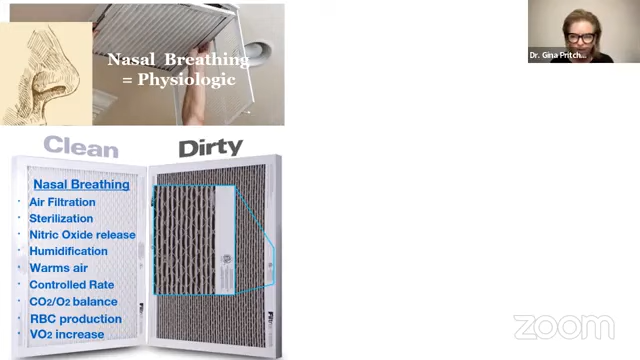 Nasal Breathing
= Physiologic
Dr. Gina Pritch...
Clean
Dirty
Nasal Breathing
• Air Filtration
• Sterilization
• Nitric Oxide release
• Humidification
• Warms air
• Controlled Rate
• CO2/O2 balance
• RBC production
• VO2 increase
zoom